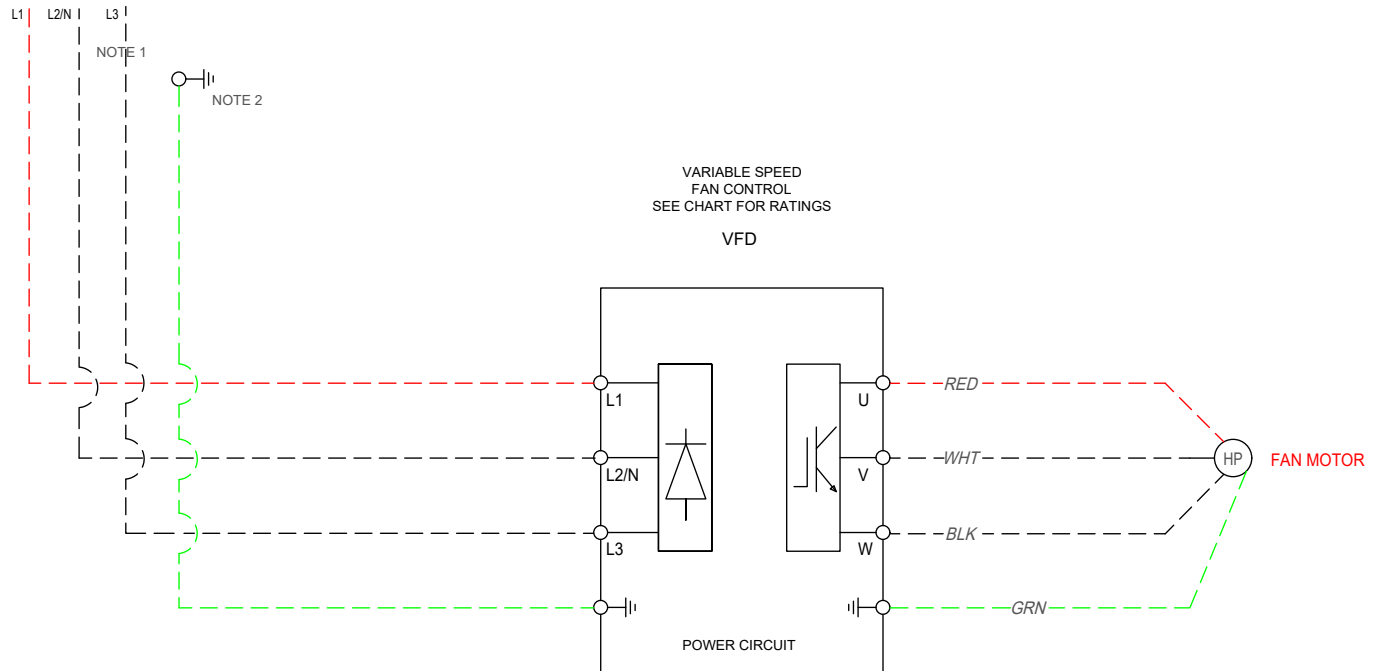 L1 L2/N L3
NOTE 1
NOTE 2
VARIABLE SPEED
FAN CONTROL
SEE CHART FOR RATINGS
VFD
L1
U
RED
L2/N
V
WHT
HP
FAN MOTOR
L3
W
BLK
GRN
POWER CIRCUIT